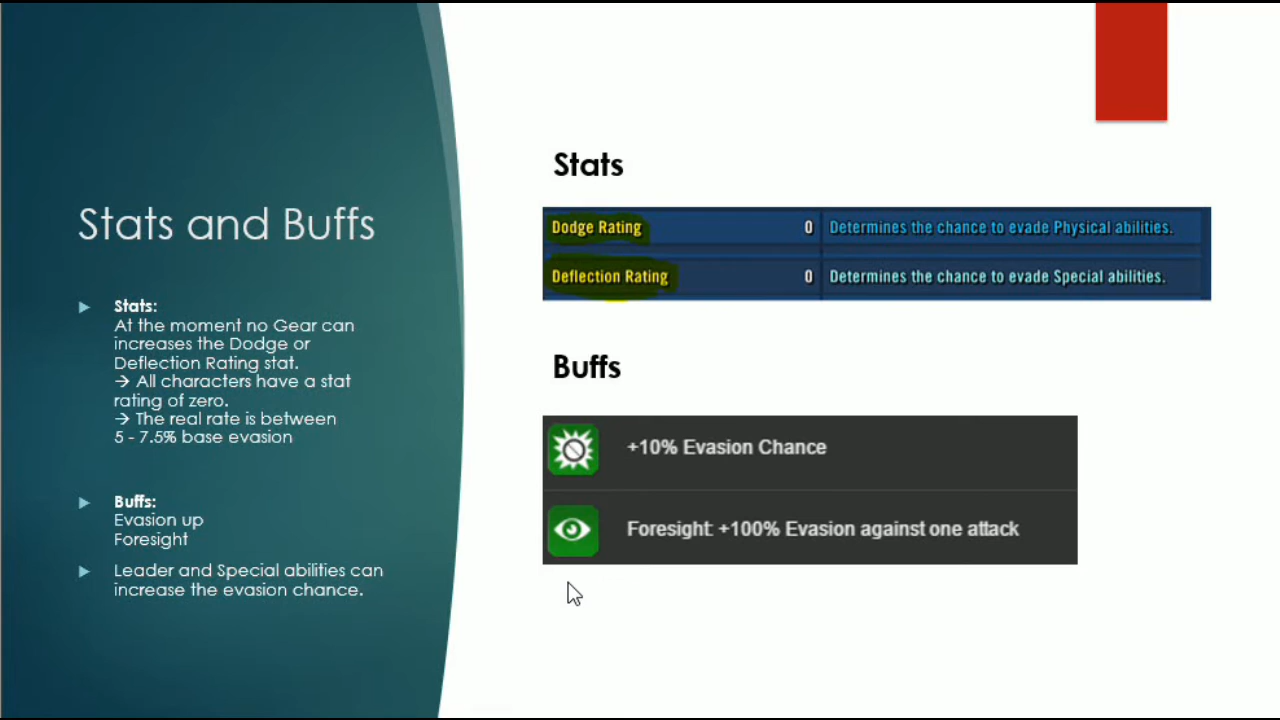 Stats and Buffs
Stats:
At the moment no Gear can
increases the Dodge or
Deflection Rating stat.
→ All characters have a stat
rating of zero.
→ The real rate is between
5 - 7.5% base evasion
Buffs:
Evasion up
Foresight
Leader and Special abilities can
increase the evasion chance.
Stats
Dodge Rating 0 Determines the chance to evade Physical abilities.
Deflection Rating 0 Determines the chance to evade Special abilities.
Buffs
+10% Evasion Chance
Foresight: +100% Evasion against one attack